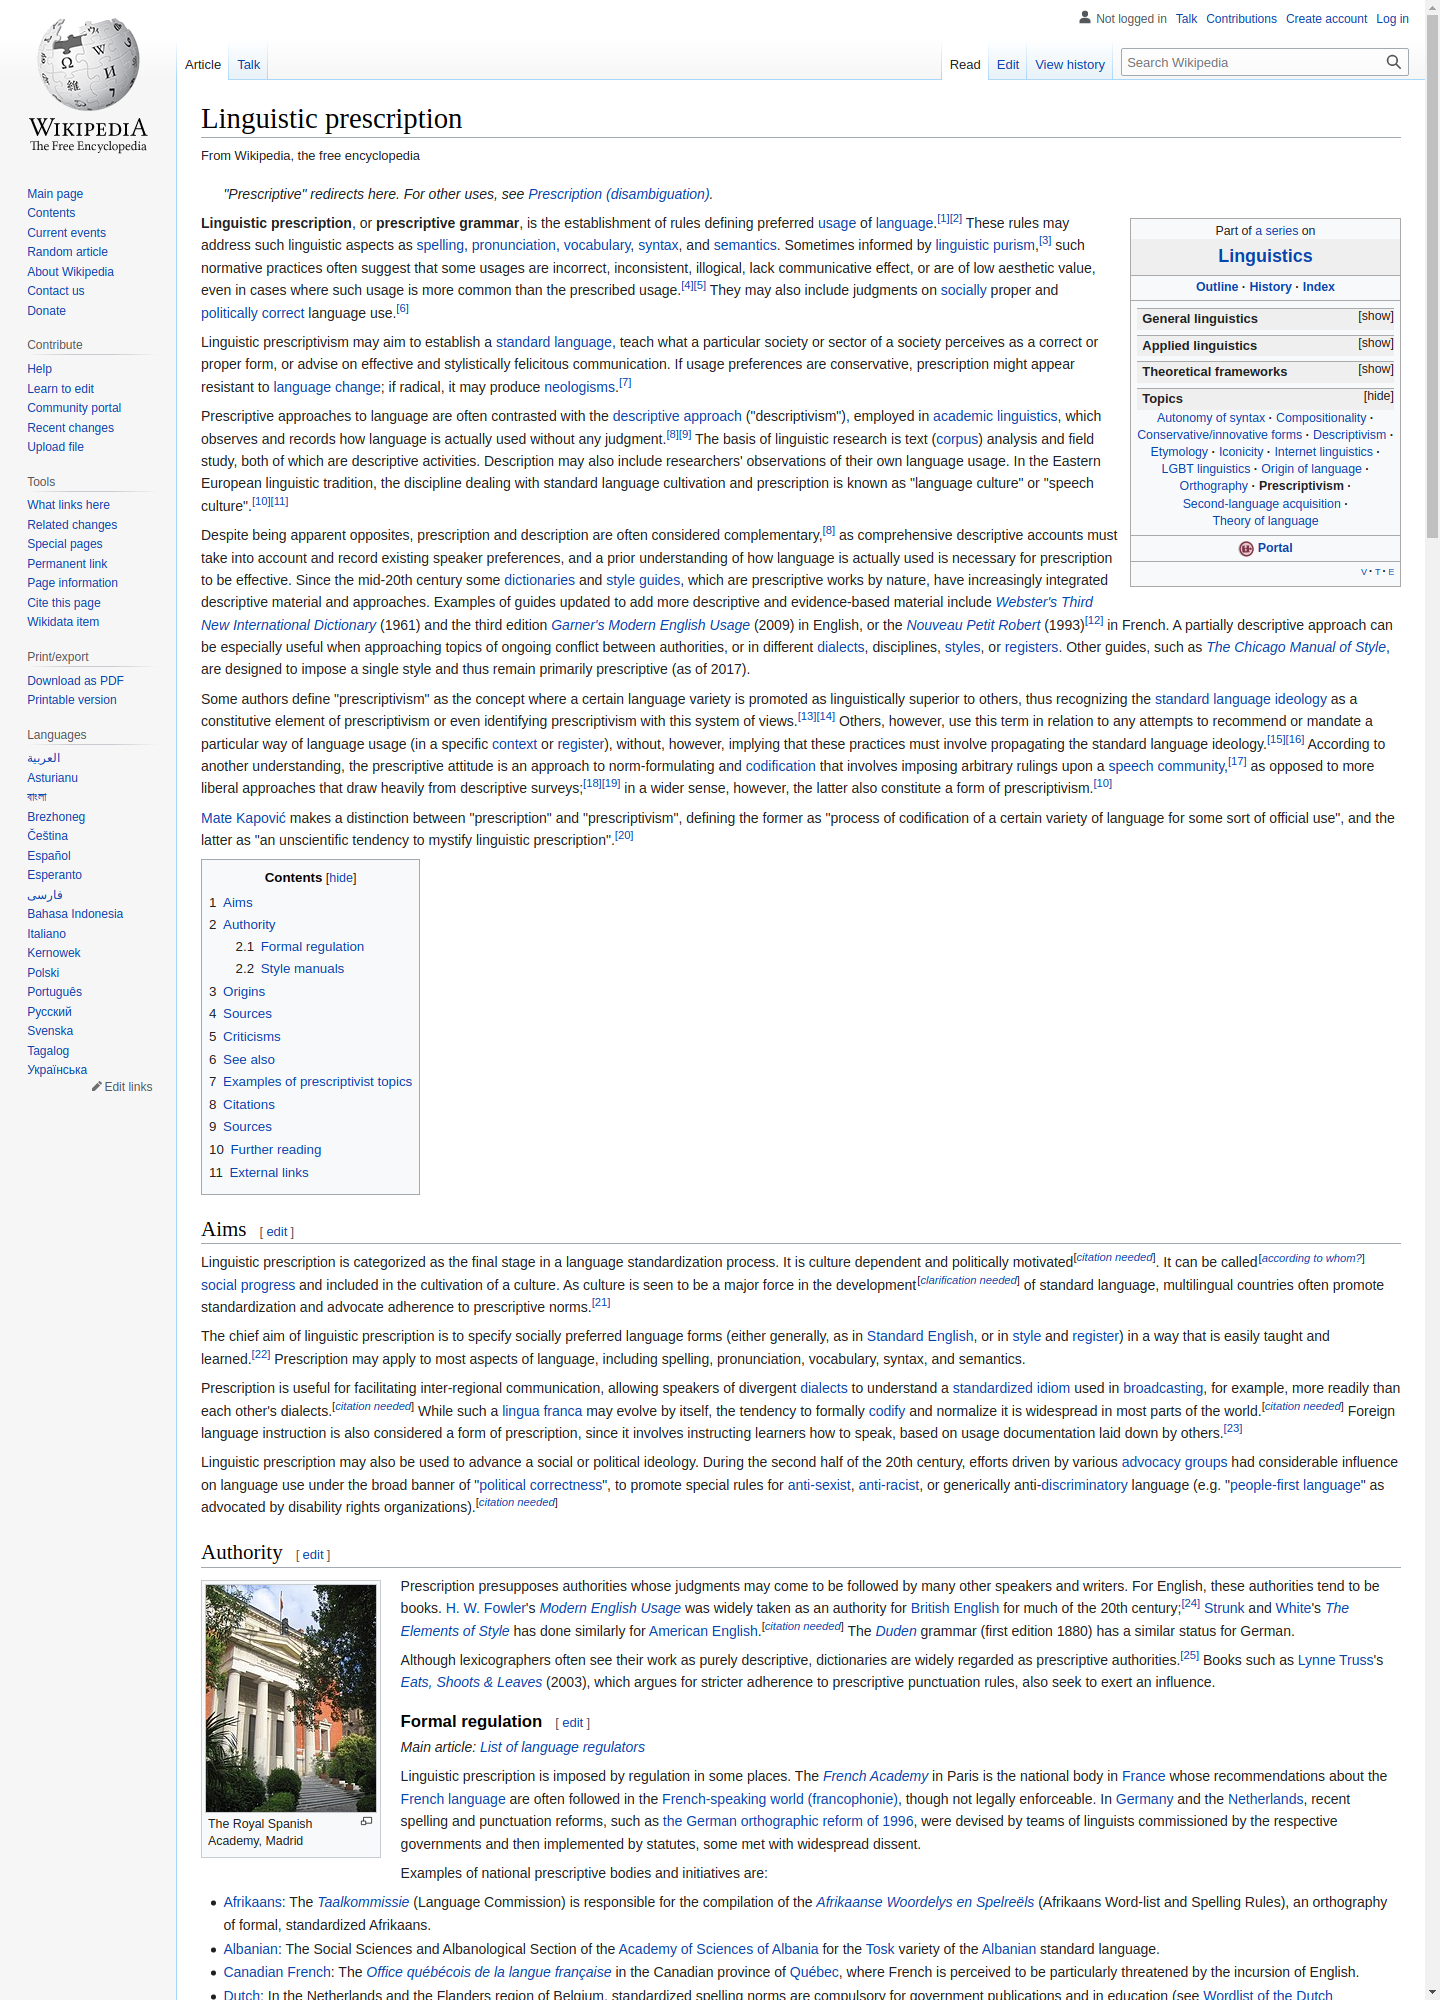 Not logged in Talk Contributions Create account Log in
Article Talk
Read Edit View history
Search Wikipedia
WIKIPEDIA
The Free Encyclopedia
Main page
Contents
Current events
Random article
About Wikipedia
Contact us
Donate
Contribute
Help
Learn to edit
Community portal
Recent changes
Upload file
Tools
What links here
Related changes
Special pages
Permanent link
Page information
Cite this page
Wikidata item
Print/export
Download as PDF
Printable version
Languages
العربية
Asturianu
বাংলা
Brezhoneg
Čeština
Español
Esperanto
فارسی
Bahasa Indonesia
Italiano
Kernowek
Polski
Português
Русский
Svenska
Tagalog
Українська
Edit links
Linguistic prescription
From Wikipedia, the free encyclopedia
"Prescriptive" redirects here. For other uses, see Prescription (disambiguation).
Linguistic prescription, or prescriptive grammar, is the establishment of rules defining preferred usage of language.[1][2] These rules may
address such linguistic aspects as spelling, pronunciation, vocabulary, syntax, and semantics. Sometimes informed by linguistic purism,[3] such
normative practices often suggest that some usages are incorrect, inconsistent, illogical, lack communicative effect, or are of low aesthetic value,
even in cases where such usage is more common than the prescribed usage.[4][5] They may also include judgments on socially proper and
politically correct language use.[6]
Linguistic prescriptivism may aim to establish a standard language, teach what a particular society or sector of a society perceives as a correct or
proper form, or advise on effective and stylistically felicitous communication. If usage preferences are conservative, prescription might appear
resistant to language change; if radical, it may produce neologisms.[7]
Prescriptive approaches to language are often contrasted with the descriptive approach ("descriptivism"), employed in academic linguistics, which
observes and records how language is actually used without any judgment.[8][9] The basis of linguistic research is text (corpus) analysis and field
study, both of which are descriptive activities. Description may also include researchers' observations of their own language usage. In the Eastern
European linguistic tradition, the discipline dealing with standard language cultivation and prescription is known as "language culture" or "speech
culture".[10][11]
Despite being apparent opposites, prescription and description are often considered complementary,[8] as comprehensive descriptive accounts must
take into account and record existing speaker preferences, and a prior understanding of how language is actually used is necessary for prescription
to be effective. Since the mid-20th century some dictionaries and style guides, which are prescriptive works by nature, have increasingly integrated
descriptive material and approaches. Examples of guides updated to add more descriptive and evidence-based material include Webster's Third
New International Dictionary (1961) and the third edition Garner's Modern English Usage (2009) in English, or the Nouveau Petit Robert (1993)[12] in French. A partially descriptive approach can
be especially useful when approaching topics of ongoing conflict between authorities, or in different dialects, disciplines, styles, or registers. Other guides, such as The Chicago Manual of Style,
are designed to impose a single style and thus remain primarily prescriptive (as of 2017).
Some authors define "prescriptivism" as the concept where a certain language variety is promoted as linguistically superior to others, thus recognizing the standard language ideology as a
constitutive element of prescriptivism or even identifying prescriptivism with this system of views.[13][14] Others, however, use this term in relation to any attempts to recommend or mandate a
particular way of language usage (in a specific context or register), without, however, implying that these practices must involve propagating the standard language ideology.[15][16] According to
another understanding, the prescriptive attitude is an approach to norm-formulating and codification that involves imposing arbitrary rulings upon a speech community,[17] as opposed to more
liberal approaches that draw heavily from descriptive surveys;[18][19] in a wider sense, however, the latter also constitute a form of prescriptivism.[10]
Mate Kapović makes a distinction between "prescription" and "prescriptivism", defining the former as "process of codification of a certain variety of language for some sort of official use", and the
latter as "an unscientific tendency to mystify linguistic prescription".[20]
Part of a series on
Linguistics
Outline · History · Index
General linguistics [show]
Applied linguistics [show]
Theoretical frameworks [show]
Topics [hide]
Autonomy of syntax · Compositionality ·
Conservative/innovative forms · Descriptivism ·
Etymology · Iconicity · Internet linguistics ·
LGBT linguistics · Origin of language ·
Orthography · Prescriptivism ·
Second-language acquisition ·
Theory of language
Portal
V · T · E
Contents [hide]
1 Aims
2 Authority
2.1 Formal regulation
2.2 Style manuals
3 Origins
4 Sources
5 Criticisms
6 See also
7 Examples of prescriptivist topics
8 Citations
9 Sources
10 Further reading
11 External links
Aims [ edit ]
Linguistic prescription is categorized as the final stage in a language standardization process. It is culture dependent and politically motivated[citation needed]. It can be called[according to whom?]
social progress and included in the cultivation of a culture. As culture is seen to be a major force in the development[clarification needed] of standard language, multilingual countries often promote
standardization and advocate adherence to prescriptive norms.[21]
The chief aim of linguistic prescription is to specify socially preferred language forms (either generally, as in Standard English, or in style and register) in a way that is easily taught and
learned.[22] Prescription may apply to most aspects of language, including spelling, pronunciation, vocabulary, syntax, and semantics.
Prescription is useful for facilitating inter-regional communication, allowing speakers of divergent dialects to understand a standardized idiom used in broadcasting, for example, more readily than
each other's dialects.[citation needed] While such a lingua franca may evolve by itself, the tendency to formally codify and normalize it is widespread in most parts of the world.[citation needed] Foreign
language instruction is also considered a form of prescription, since it involves instructing learners how to speak, based on usage documentation laid down by others.[23]
Linguistic prescription may also be used to advance a social or political ideology. During the second half of the 20th century, efforts driven by various advocacy groups had considerable influence
on language use under the broad banner of "political correctness", to promote special rules for anti-sexist, anti-racist, or generically anti-discriminatory language (e.g. "people-first language" as
advocated by disability rights organizations).[citation needed]
Authority [ edit ]
Prescription presupposes authorities whose judgments may come to be followed by many other speakers and writers. For English, these authorities tend to be
books. H. W. Fowler's Modern English Usage was widely taken as an authority for British English for much of the 20th century;[24] Strunk and White's The
Elements of Style has done similarly for American English.[citation needed] The Duden grammar (first edition 1880) has a similar status for German.
Although lexicographers often see their work as purely descriptive, dictionaries are widely regarded as prescriptive authorities.[25] Books such as Lynne Truss's
Eats, Shoots & Leaves (2003), which argues for stricter adherence to prescriptive punctuation rules, also seek to exert an influence.
The Royal Spanish
Academy, Madrid
Formal regulation [ edit ]
Main article: List of language regulators
Linguistic prescription is imposed by regulation in some places. The French Academy in Paris is the national body in France whose recommendations about the
French language are often followed in the French-speaking world (francophonie), though not legally enforceable. In Germany and the Netherlands, recent
spelling and punctuation reforms, such as the German orthographic reform of 1996, were devised by teams of linguists commissioned by the respective
governments and then implemented by statutes, some met with widespread dissent.
Examples of national prescriptive bodies and initiatives are:
Afrikaans: The Taalkommissie (Language Commission) is responsible for the compilation of the Afrikaanse Woordelys en Spelreëls (Afrikaans Word-list and Spelling Rules), an orthography
of formal, standardized Afrikaans.
Albanian: The Social Sciences and Albanological Section of the Academy of Sciences of Albania for the Tosk variety of the Albanian standard language.
Canadian French: The Office québécois de la langue française in the Canadian province of Québec, where French is perceived to be particularly threatened by the incursion of English.
Dutch: In the Netherlands and the Flanders region of Belgium, standardized spelling norms are compulsory for government publications and in education (see Wordlist of the Dutch